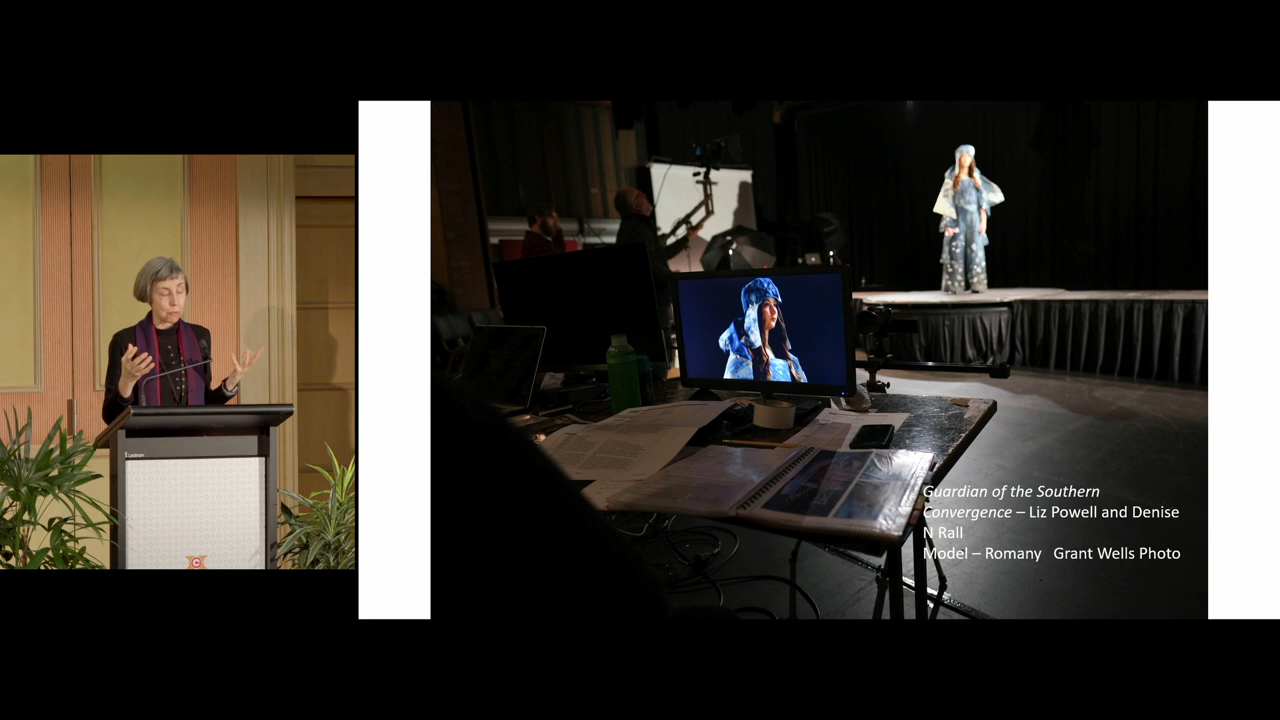 Guardian of the Southern
Convergence – Liz Powell and Denise
N Rall
Model – Romany   Grant Wells Photo